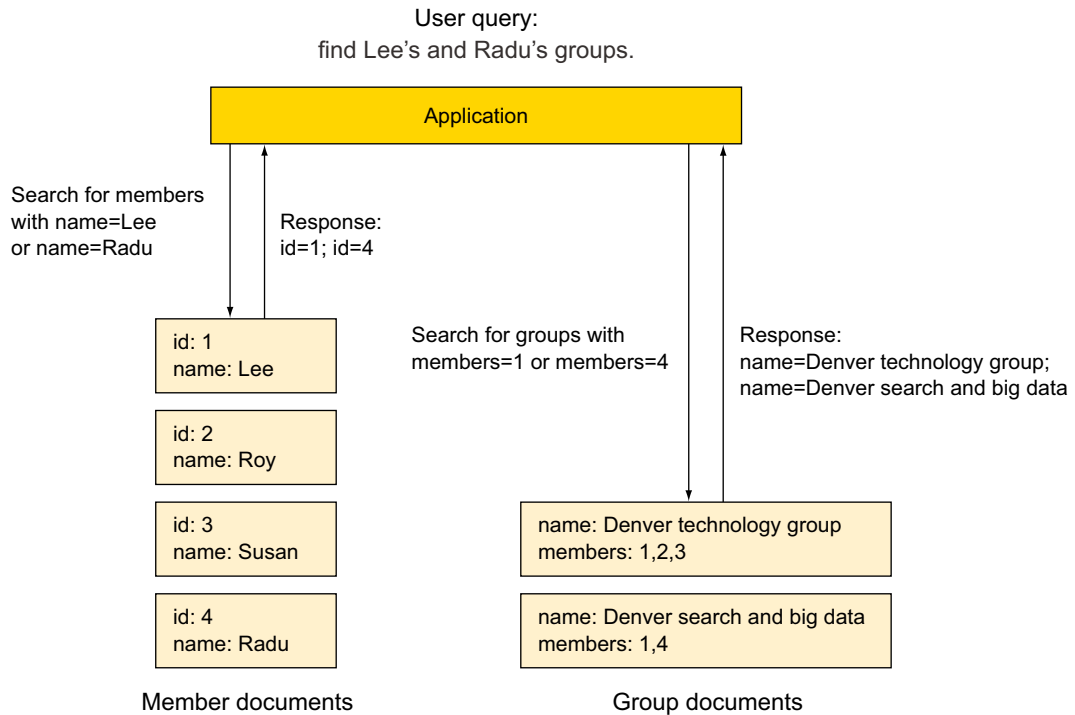 User query:
find Lee’s and Radu’s groups.
Application
Search for members
with name=Lee
or name=Radu
Response:
id=1; id=4
Search for groups with
members=1 or members=4
Response:
name=Denver technology group;
name=Denver search and big data
id: 1
name: Lee
id: 2
name: Roy
id: 3
name: Susan
id: 4
name: Radu
Member documents
name: Denver technology group
members: 1,2,3
name: Denver search and big data
members: 1,4
Group documents